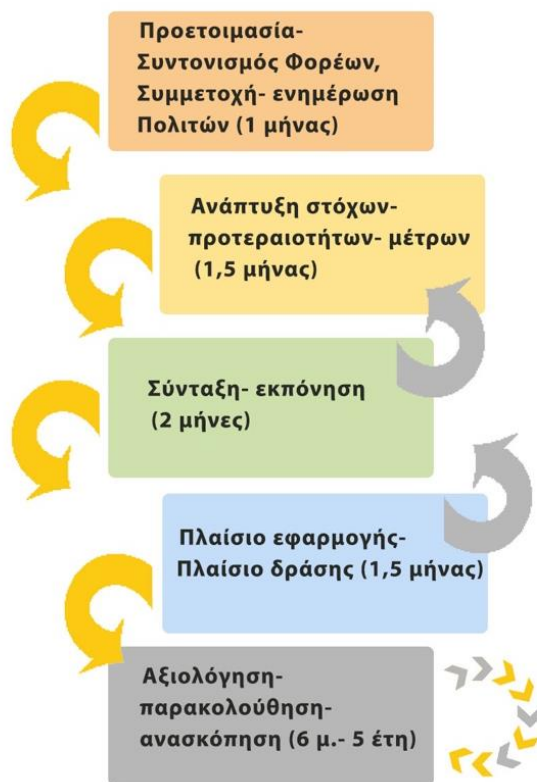 Προετοιμασία-
Συντονισμός Φορέων,
Συμμετοχή- ενημέρωση
Πολιτών (1 μήνας)
Ανάπτυξη στόχων-
προτεραιοτήτων- μέτρων
(1,5 μήνας)
Σύνταξη- εκπόνηση
(2 μήνες)
Πλαίσιο εφαρμογής-
Πλαίσιο δράσης (1,5 μήνας)
Αξιολόγηση-
παρακολούθηση-
ανασκόπηση (6 μ.- 5 έτη)